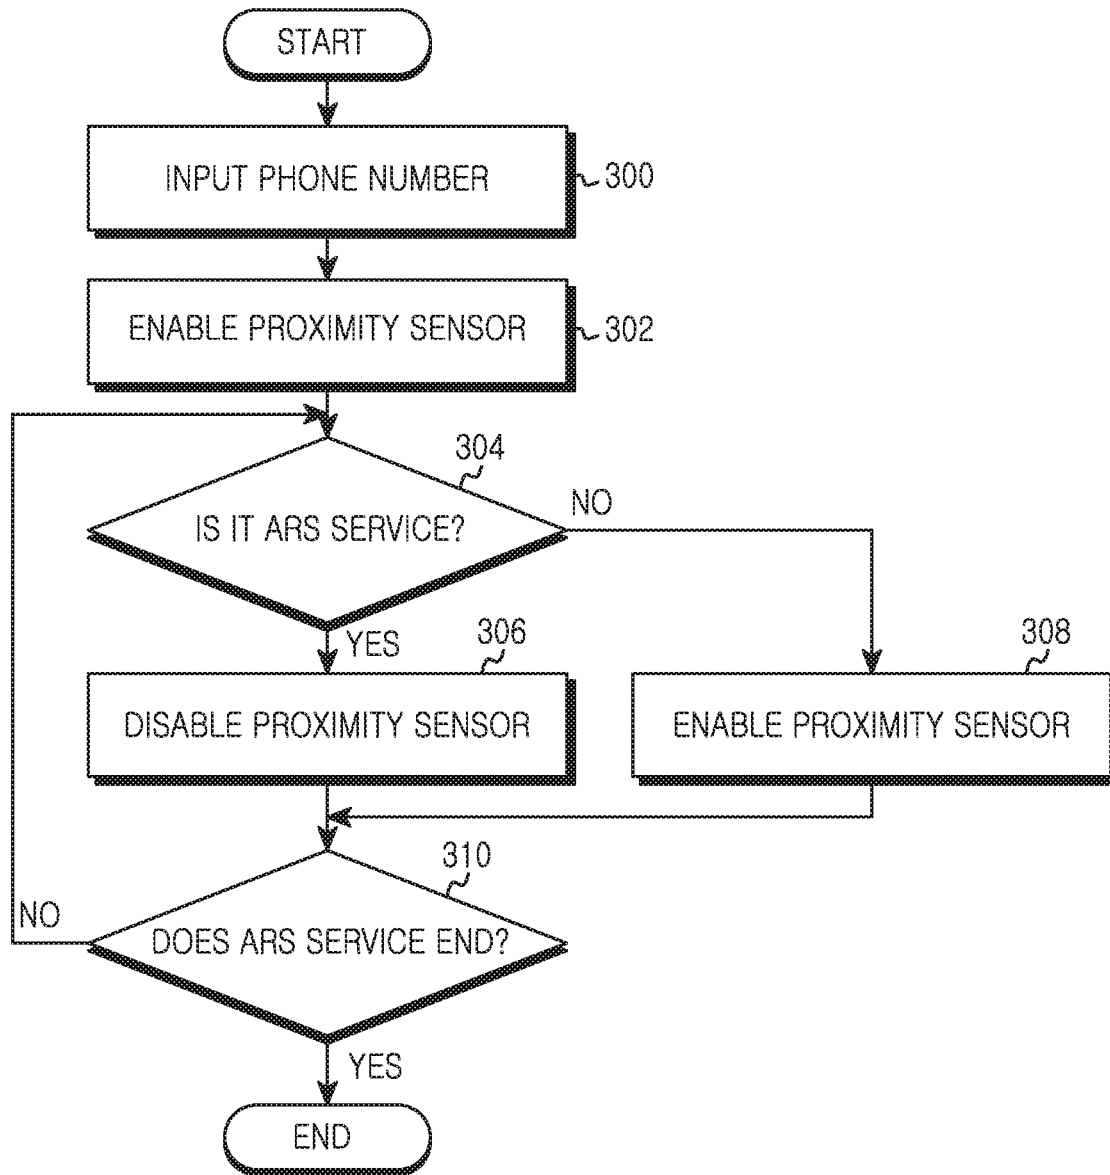 START
INPUT PHONE NUMBER
300
ENABLE PROXIMITY SENSOR
302
304
IS IT ARS SERVICE?
NO
YES
306
308
DISABLE PROXIMITY SENSOR
ENABLE PROXIMITY SENSOR
310
NO
DOES ARS SERVICE END?
YES
END